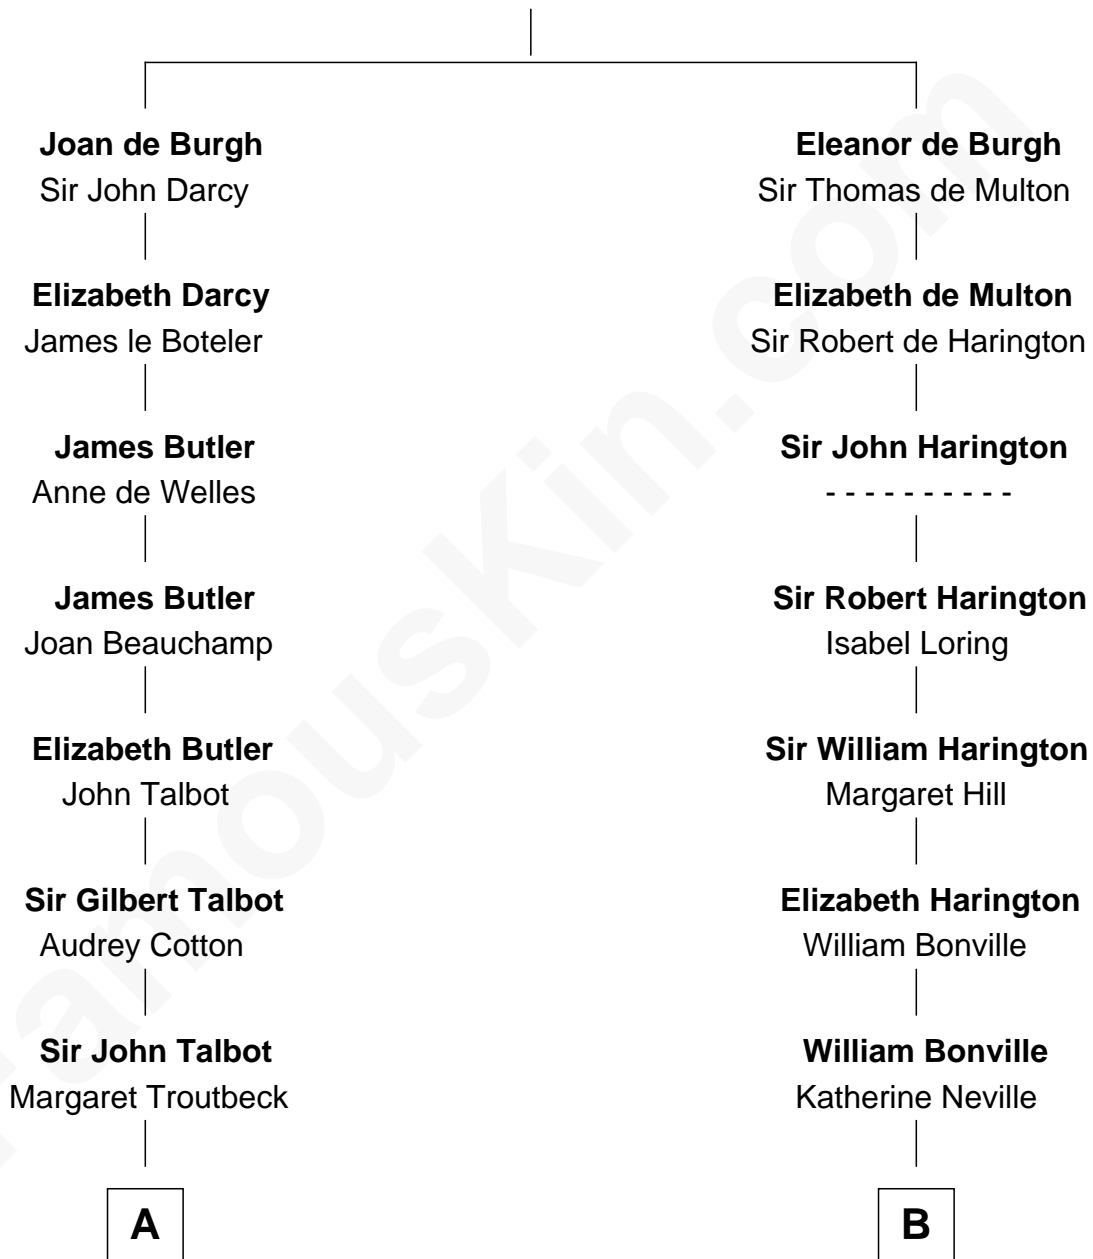 Joan de Burgh
Sir John Darcy
Elizabeth Darcy
James le Boteler
James Butler
Anne de Welles
James Butler
Joan Beauchamp
Elizabeth Butler
John Talbot
Sir Gilbert Talbot
Audrey Cotton
Sir John Talbot
Margaret Troutbeck
A
Eleanor de Burgh
Sir Thomas de Multon
Elizabeth de Multon
Sir Robert de Harington
Sir John Harington
- - - - - - - - - -
Sir Robert Harington
Isabel Loring
Sir William Harington
Margaret Hill
Elizabeth Harington
William Bonville
William Bonville
Katherine Neville
B
FamousKin.com